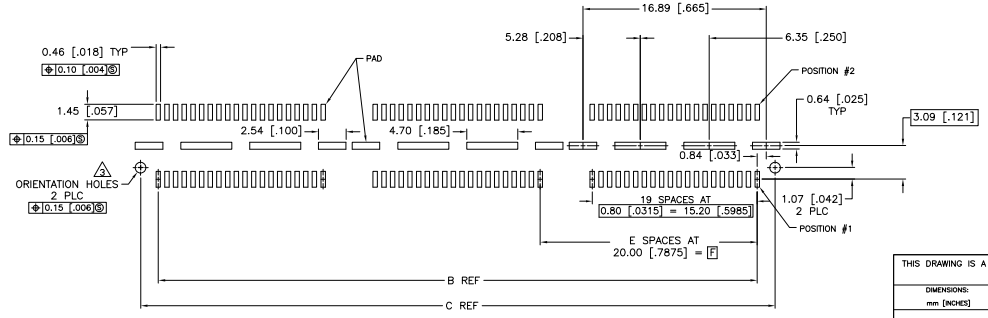 16.89 [.665]
5.28 [.208]
6.35 [.250]
0.46 [.018] TYP
⌖ 0.10 [.004] Ⓢ
PAD
POSITION #2
1.45 [.057]
0.64 [.025]
TYP
3.09 [.121]
⌖ 0.15 [.006] Ⓢ
2.54 [.100]
4.70 [.185]
0.84 [.033]
3
ORIENTATION HOLES
2 PLC
⌖ 0.15 [.006] Ⓢ
19 SPACES AT
0.80 [.0315] = 15.20 [.5985]
1.07 [.042]
2 PLC
POSITION #1
E SPACES AT
20.00 [.7875] = F
B REF
C REF
THIS DRAWING IS A
DIMENSIONS:
mm [INCHES]